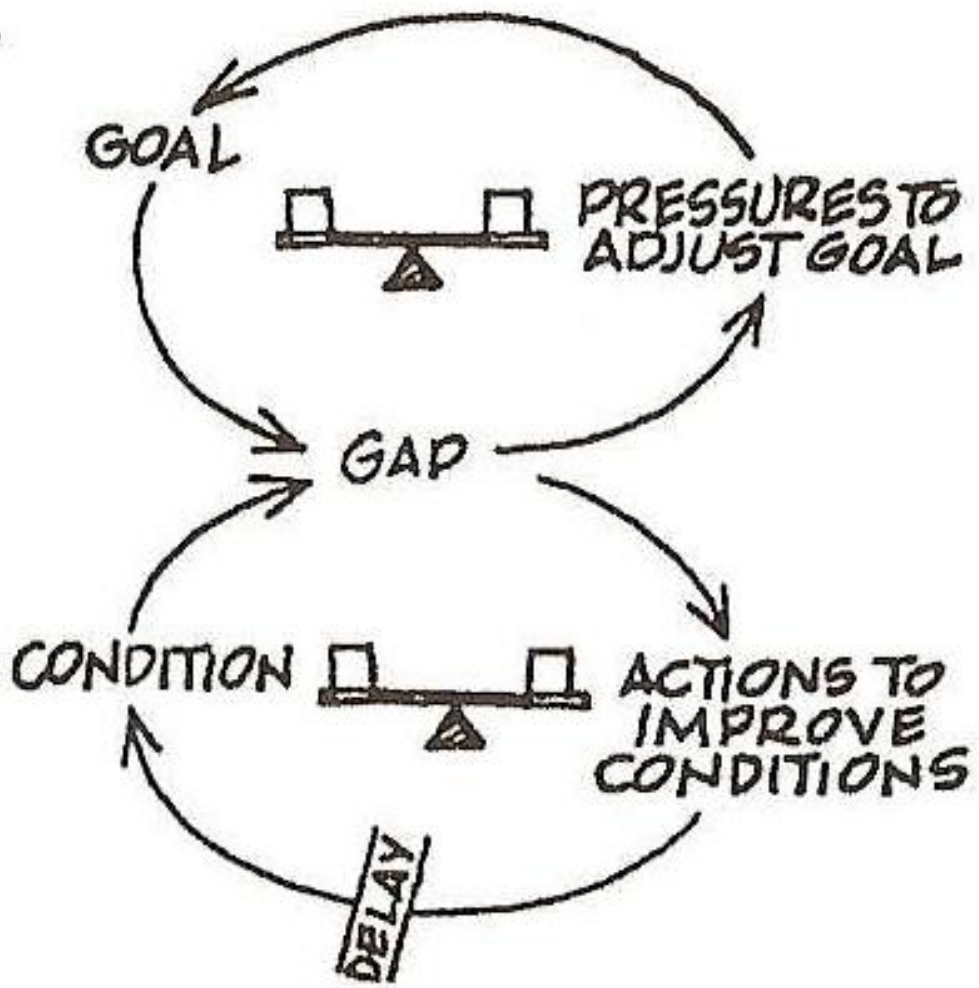 GOAL
PRESSURES TO
ADJUST GOAL
GAP
CONDITION
ACTIONS TO
IMPROVE
CONDITIONS
DELAY